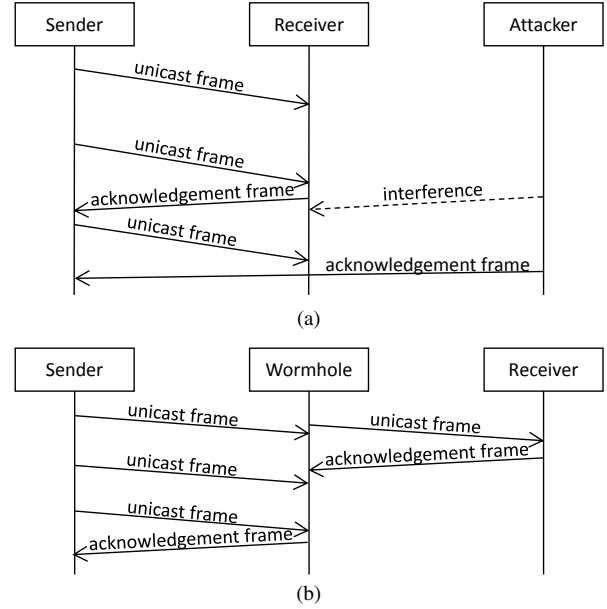 Sender Receiver Attacker
unicast frame
unicast frame
acknowledgement frame interference
unicast frame
acknowledgement frame
(a)
Sender Wormhole Receiver
unicast frame unicast frame
acknowledgement frame
unicast frame
unicast frame
acknowledgement frame
(b)